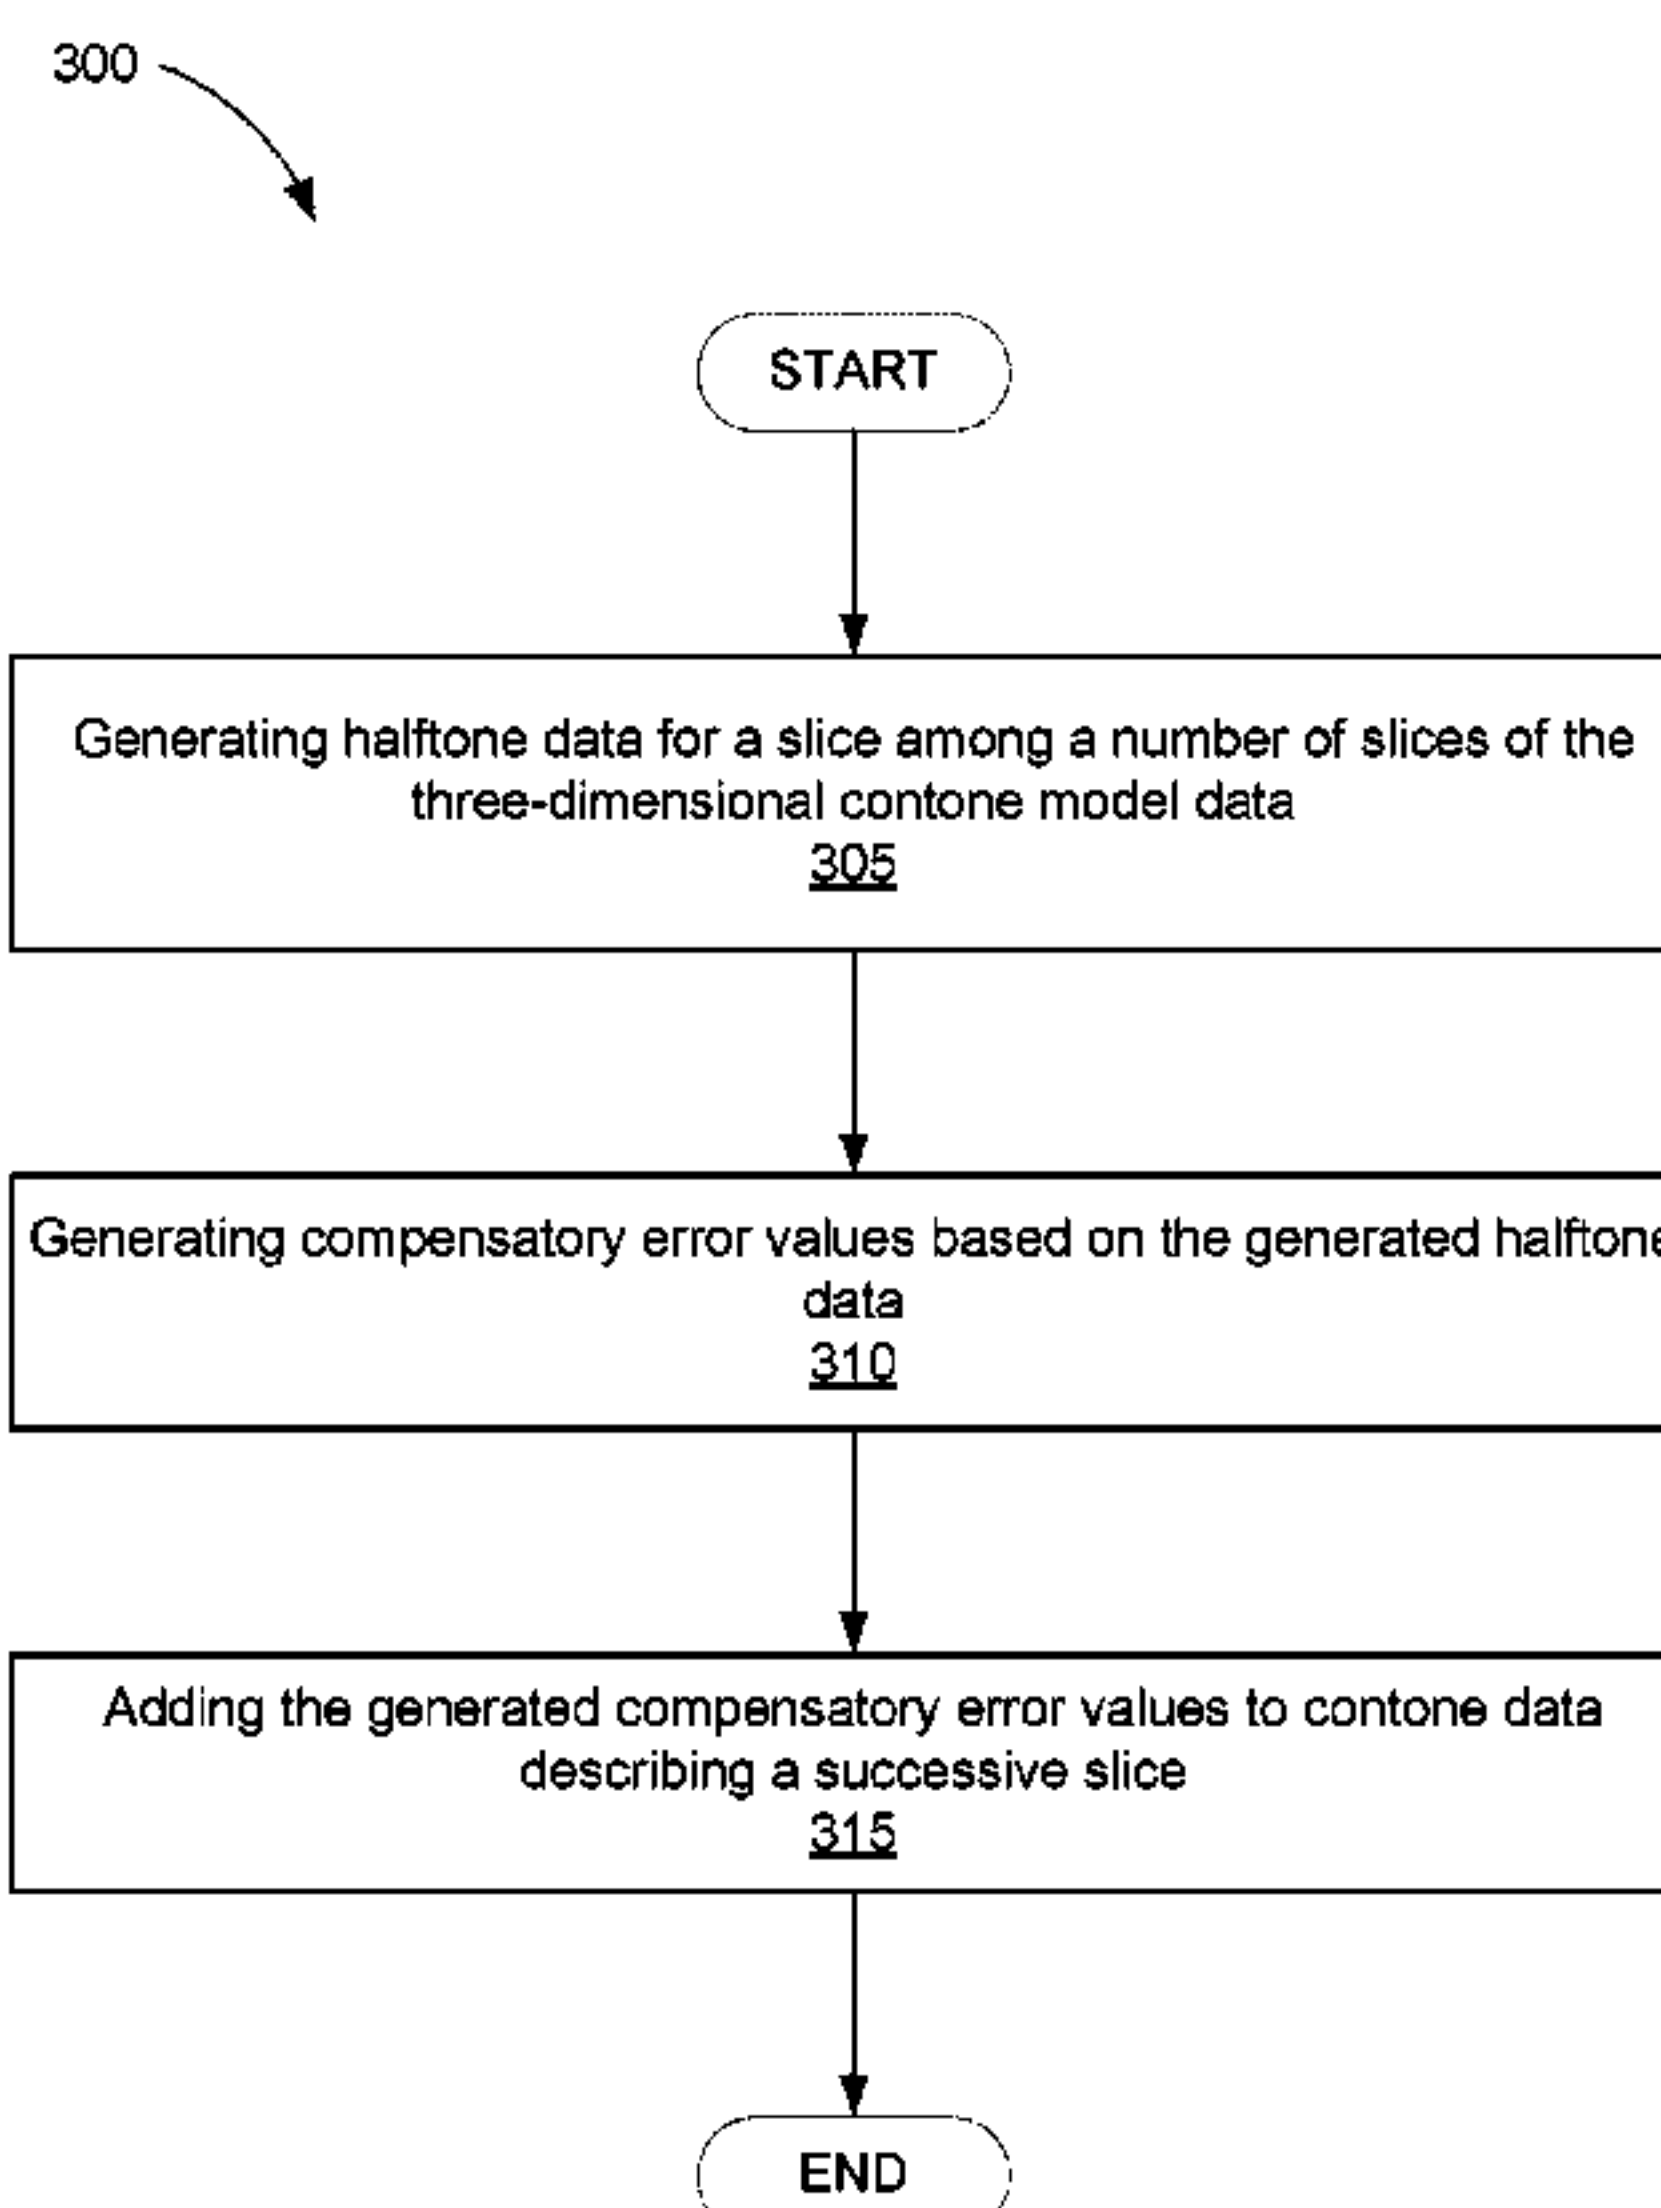 300
START
Generating halftone data for a slice among a number of slices of the
three-dimensional contone model data
305
Generating compensatory error values based on the generated halftone
data
310
Adding the generated compensatory error values to contone data
describing a successive slice
315
END